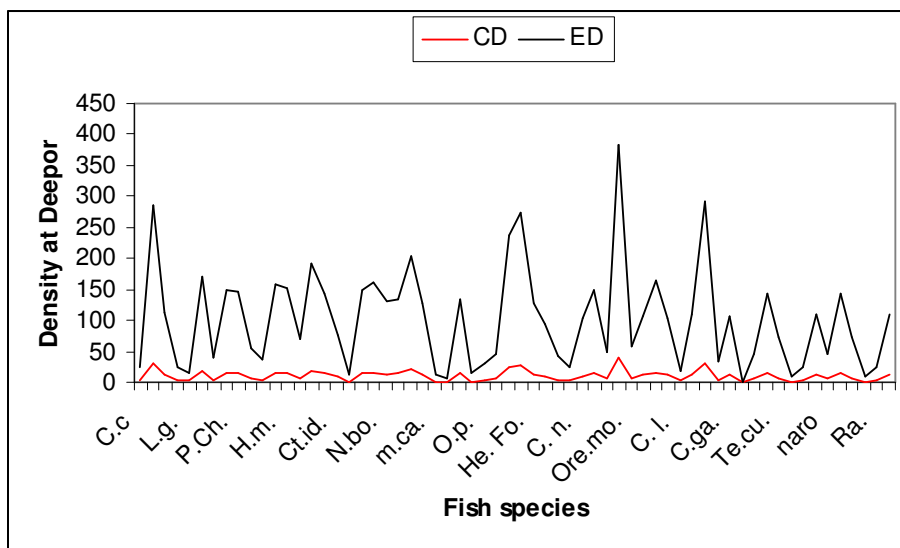 CD ED
450
400
350
300
250
200
150
100
50
0
Density at Deepor
C.c L.g. P.Ch. H.m. Ct.id. N.bo. m.ca. O.p. He. Fo. C. n. Ore.mo. C. l. C.ga. Te.cu. naro Ra.
Fish species